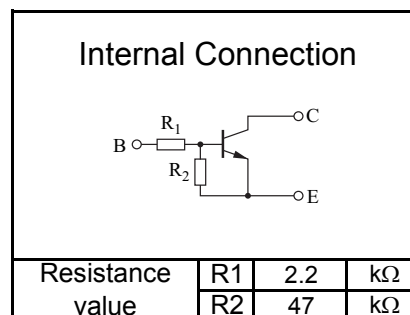 Internal Connection
C
R₁
B
R₂
E
Resistance value R1 2.2 kΩ
R2 47 kΩ